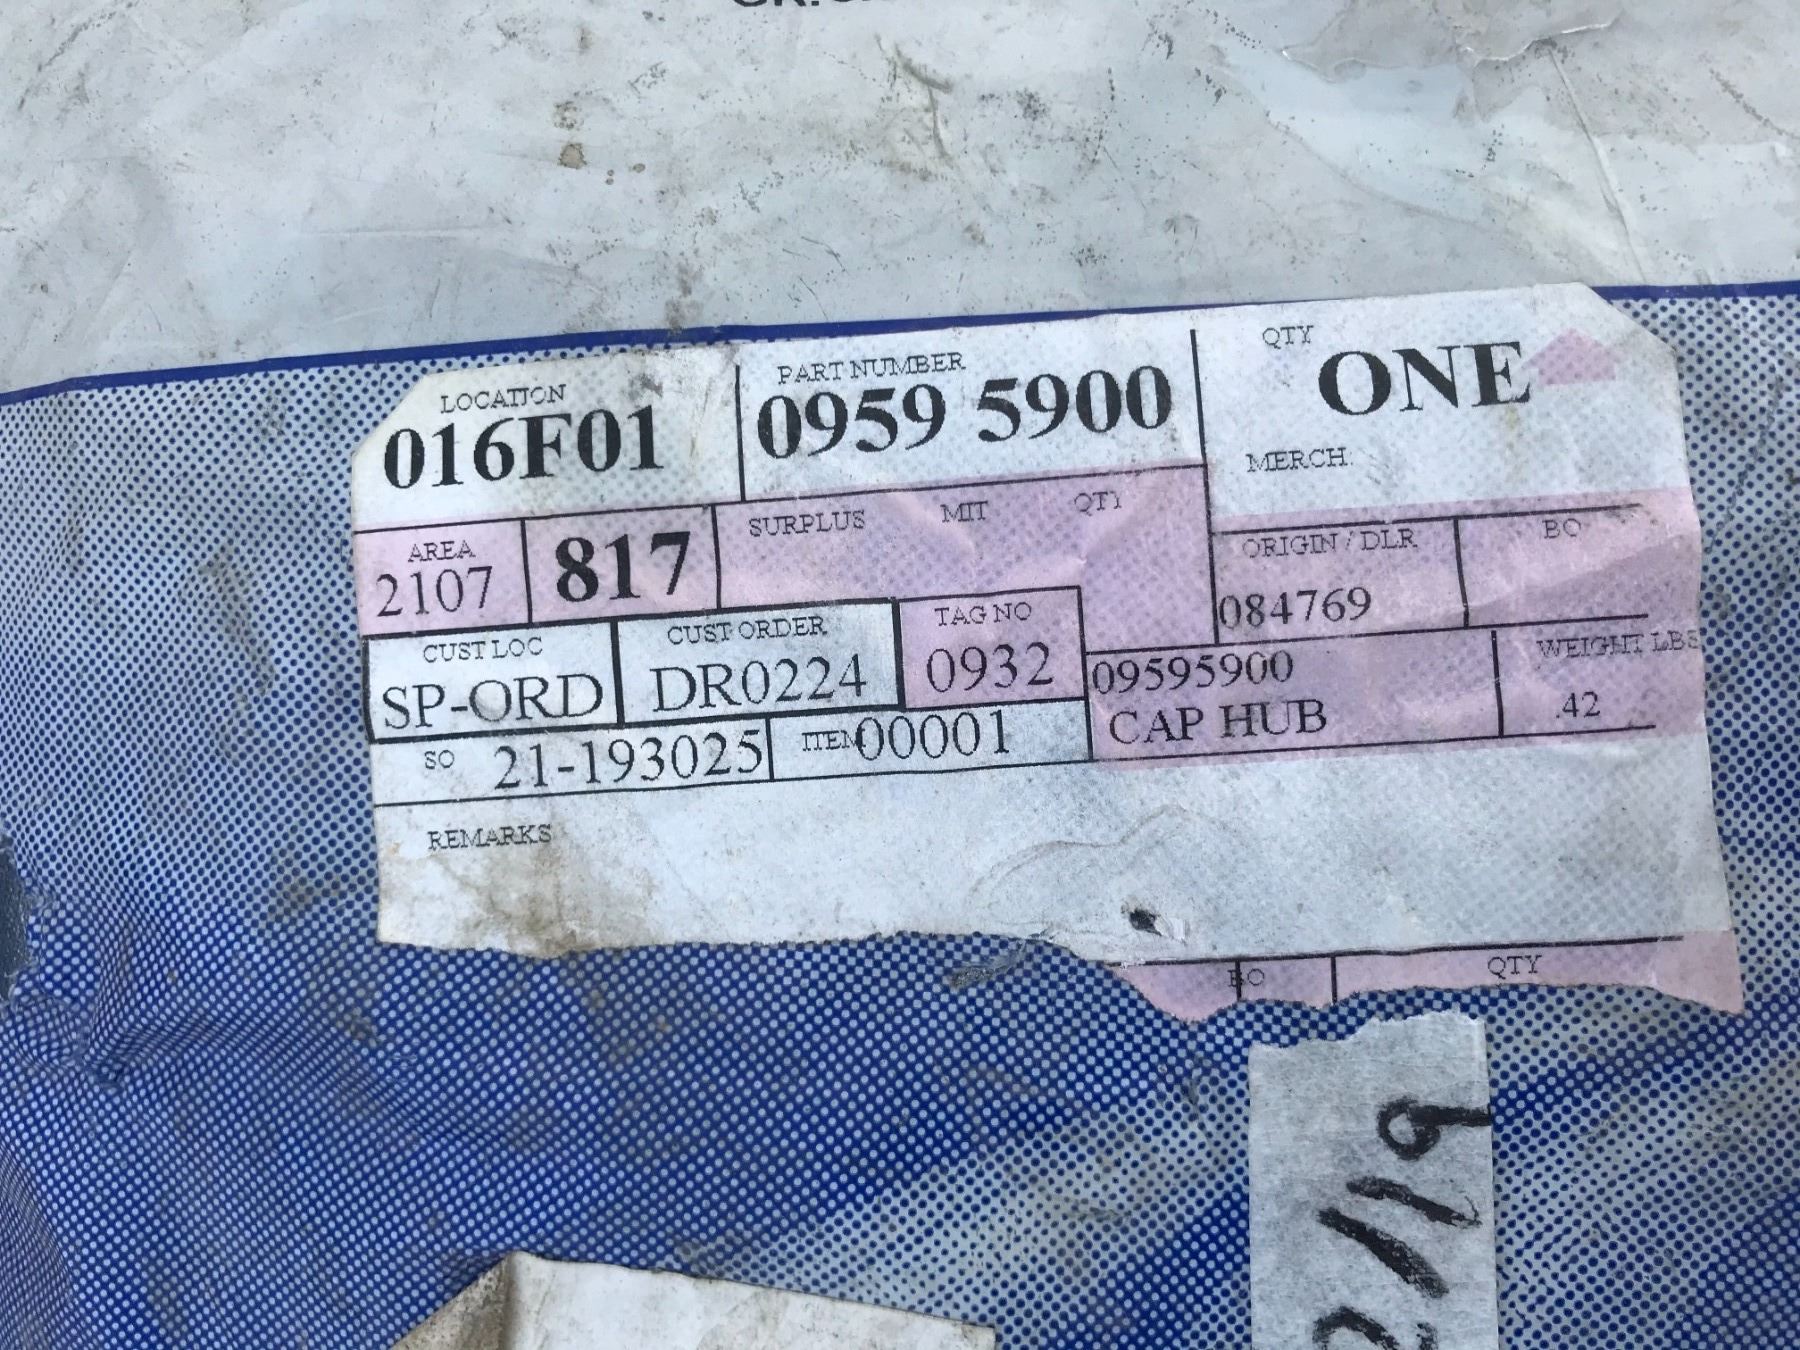 LOCATION
016F01
PART NUMBER
0959 5900
QTY
ONE
MERCH.
AREA
2107
817
SURPLUS MIT QTY
ORIGIN / DLR
084769
BO
CUST LOC
SP-ORD
CUST ORDER
DR0224
TAG NO
0932
09595900
CAP HUB
WEIGHT LBS
.42
SO 21-193025
ITEM 00001
REMARKS
BO
QTY